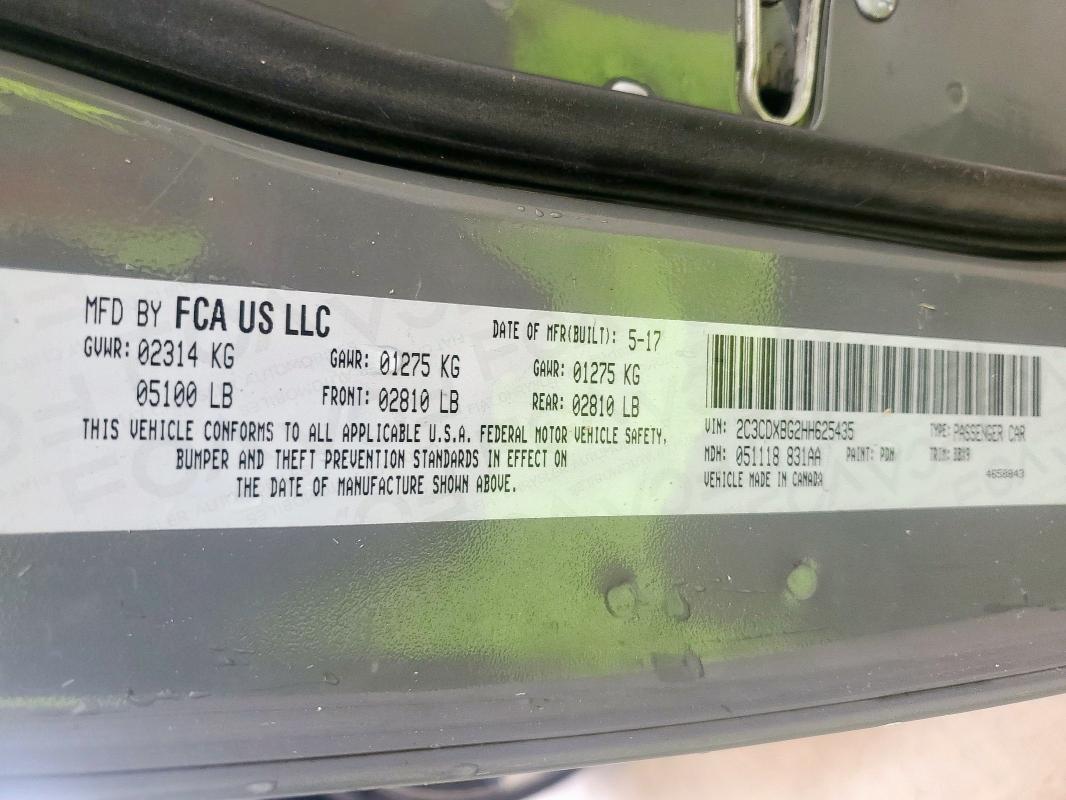 MFD BY FCA US LLC
DATE OF MFR(BUILT): 5-17
GVWR: 02314 KG GAWR: 01275 KG GAWR: 01275 KG
05100 LB FRONT: 02810 LB REAR: 02810 LB
THIS VEHICLE CONFORMS TO ALL APPLICABLE U.S.A. FEDERAL MOTOR VEHICLE SAFETY,
BUMPER AND THEFT PREVENTION STANDARDS IN EFFECT ON
THE DATE OF MANUFACTURE SHOWN ABOVE.
VIN: 2C3CDXBG2HH625435 TYPE: PASSENGER CAR
MDH: 051118 831AA PAINT: PDN TRIM: DBX9
VEHICLE MADE IN CANADA 4658843